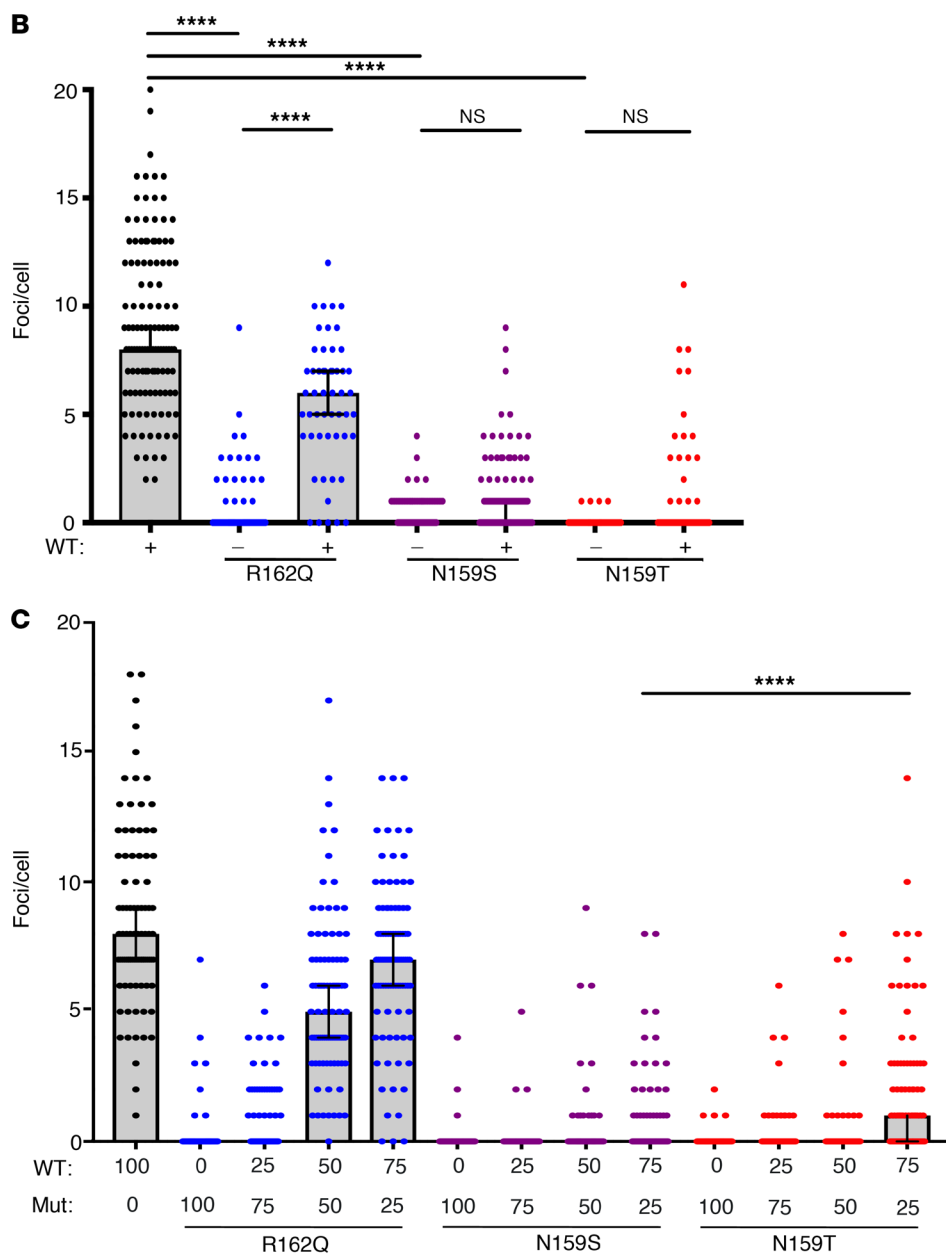 B
****
****
****
20
**** NS NS
15
Foci/cell
10
5
0
WT: + – + – + – +
R162Q N159S N159T
C
20
****
15
Foci/cell
10
5
0
WT: 100 0 25 50 75 0 25 50 75 0 25 50 75
Mut: 0 100 75 50 25 100 75 50 25 100 75 50 25
R162Q N159S N159T